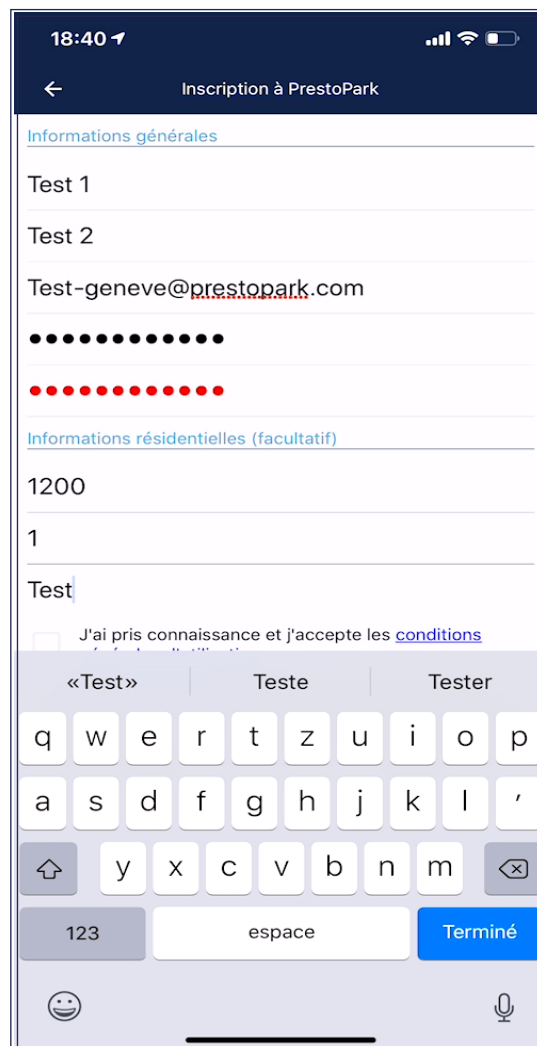 18:40
Inscription à PrestoPark
Informations générales
Test 1
Test 2
Test-geneve@prestopark.com
••••••••••••
••••••••••••
Informations résidentielles (facultatif)
1200
1
Test
J'ai pris connaissance et j'accepte les conditions
«Test» Teste Tester
q w e r t z u i o p
a s d f g h j k l ′
y x c v b n m
123 espace Terminé